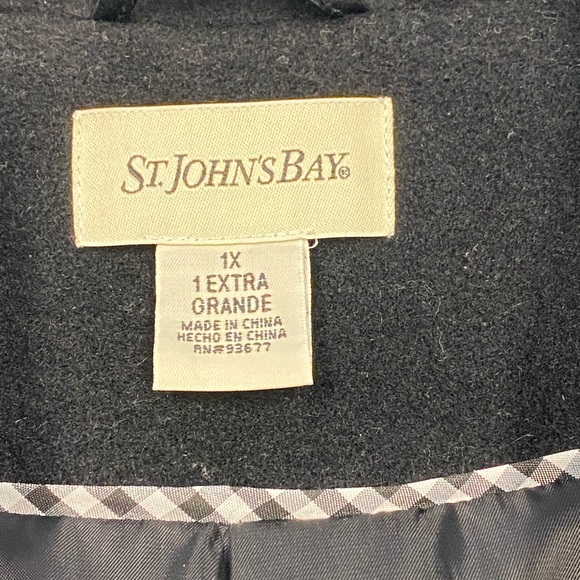 ST. JOHN'S BAY®
1X
1 EXTRA
GRANDE
MADE IN CHINA
HECHO EN CHINA
RN#93677